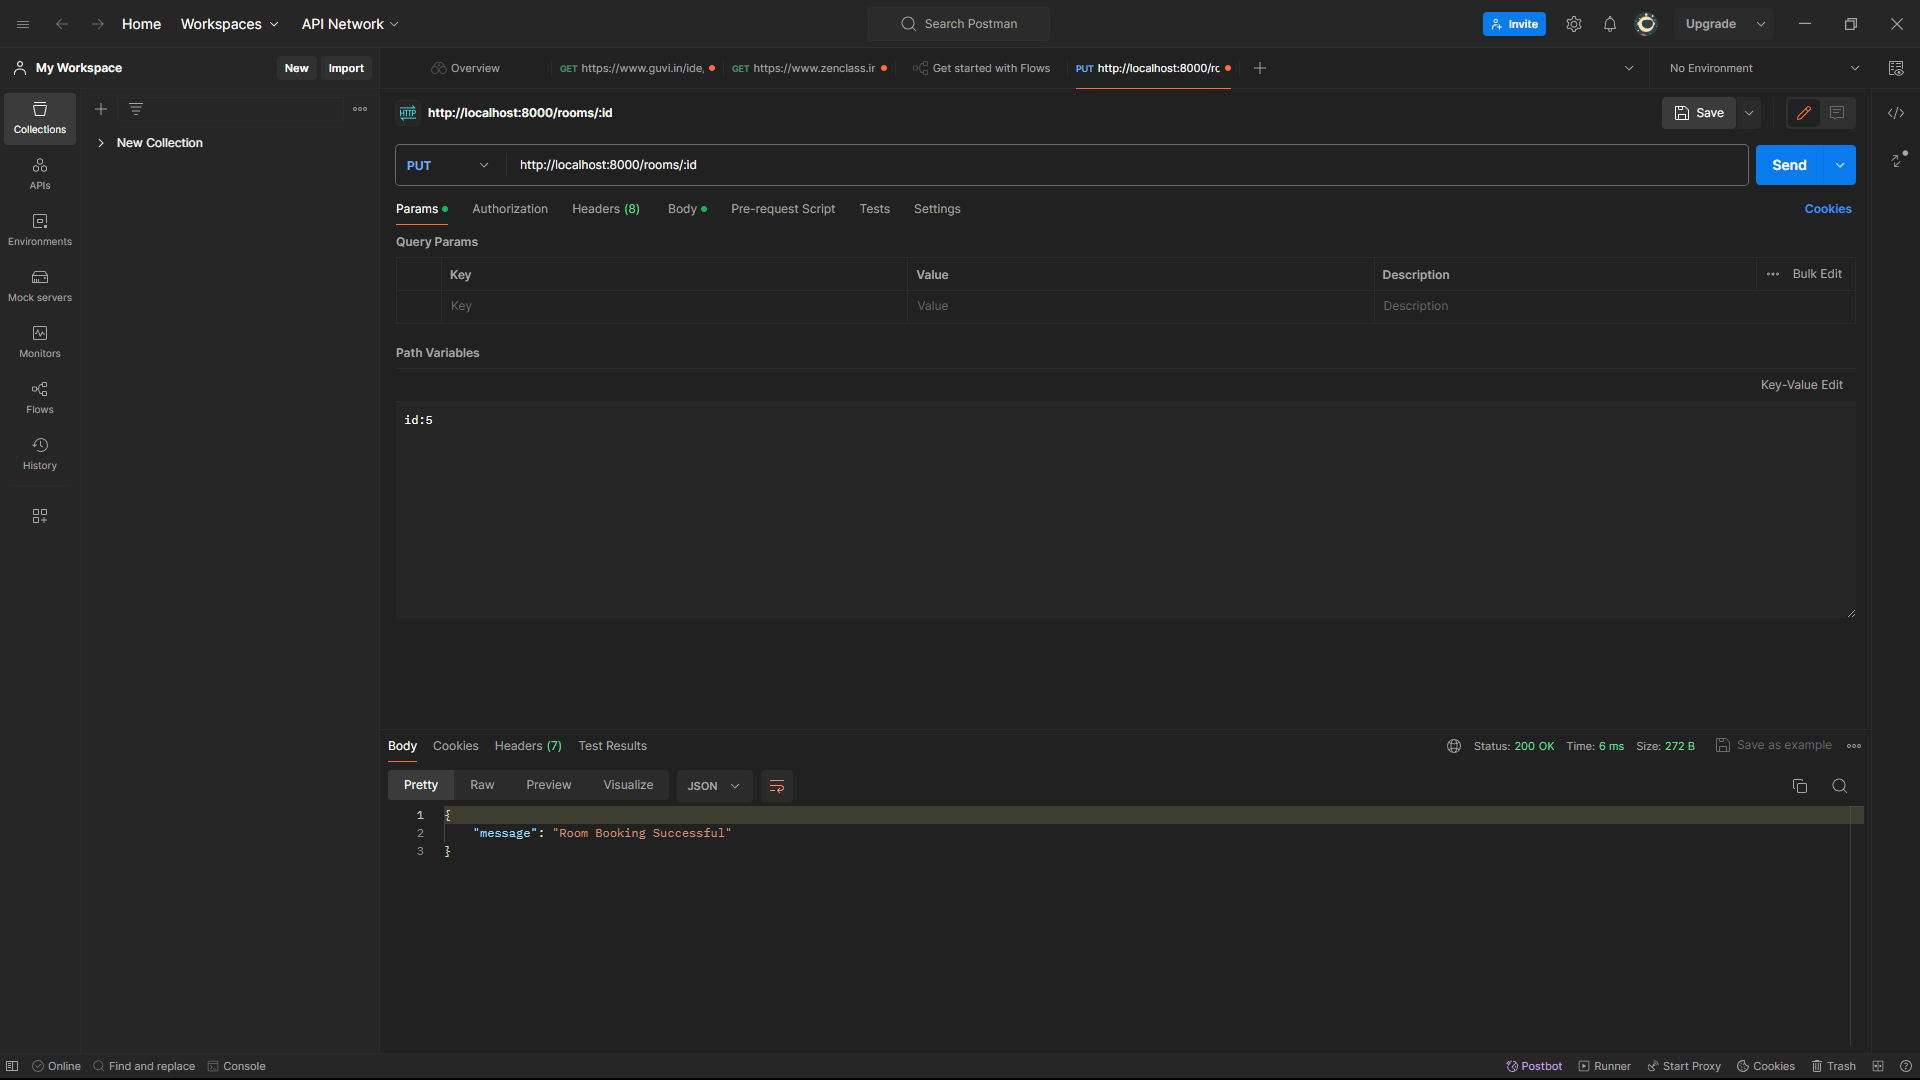 Home Workspaces API Network Search Postman Invite Upgrade
My Workspace New Import Overview GET https://www.guvi.in/ide, GET https://www.zenclass.ir Get started with Flows PUT http://localhost:8000/rc No Environment
Collections
New Collection
APIs
Environments
Mock servers
Monitors
Flows
History
HTTP http://localhost:8000/rooms/:id Save
PUT http://localhost:8000/rooms/:id Send
Params Authorization Headers (8) Body Pre-request Script Tests Settings Cookies
Query Params
Key Value Description Bulk Edit
Key Value Description
Path Variables
Key-Value Edit
id:5
Body Cookies Headers (7) Test Results Status: 200 OK Time: 6 ms Size: 272 B Save as example
Pretty Raw Preview Visualize JSON
1 {
2 "message": "Room Booking Successful"
3 }
Online Find and replace Console Postbot Runner Start Proxy Cookies Trash